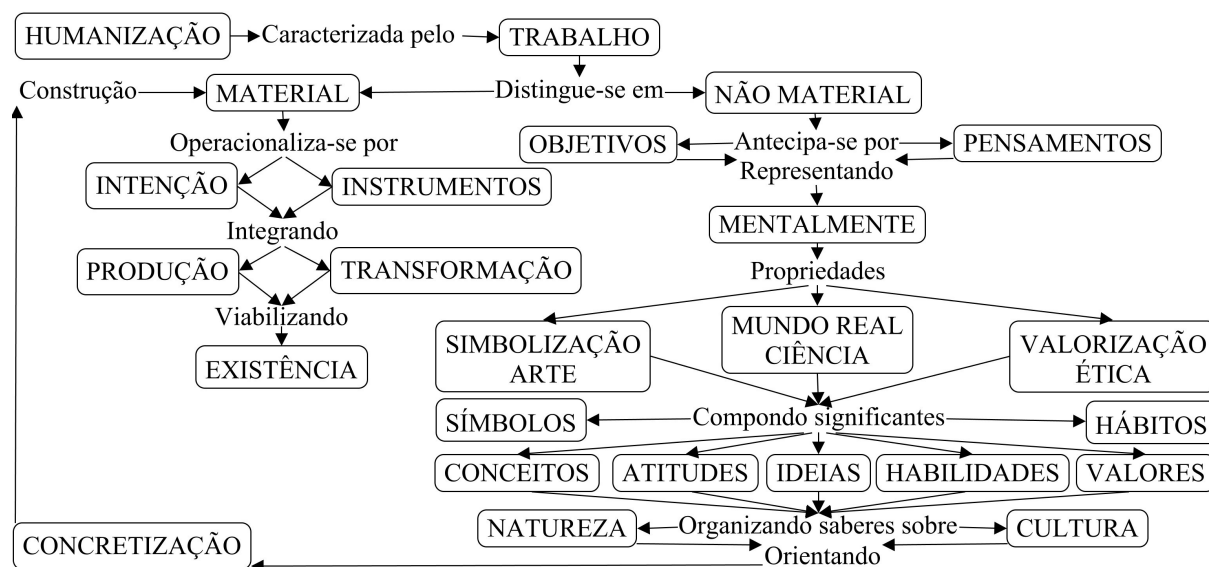 HUMANIZAÇÃO Caracterizada pelo TRABALHO
Construção MATERIAL Distingue-se em NÃO MATERIAL
Operacionaliza-se por OBJETIVOS Antecipa-se por PENSAMENTOS
Representando
INTENÇÃO INSTRUMENTOS
Integrando MENTALMENTE
PRODUÇÃO TRANSFORMAÇÃO Propriedades
Viabilizando
EXISTÊNCIA
SIMBOLIZAÇÃO
ARTE
MUNDO REAL
CIÊNCIA
VALORIZAÇÃO
ÉTICA
SÍMBOLOS Compondo significantes HÁBITOS
CONCEITOS ATITUDES IDEIAS HABILIDADES VALORES
NATUREZA Organizando saberes sobre CULTURA
CONCRETIZAÇÃO Orientando